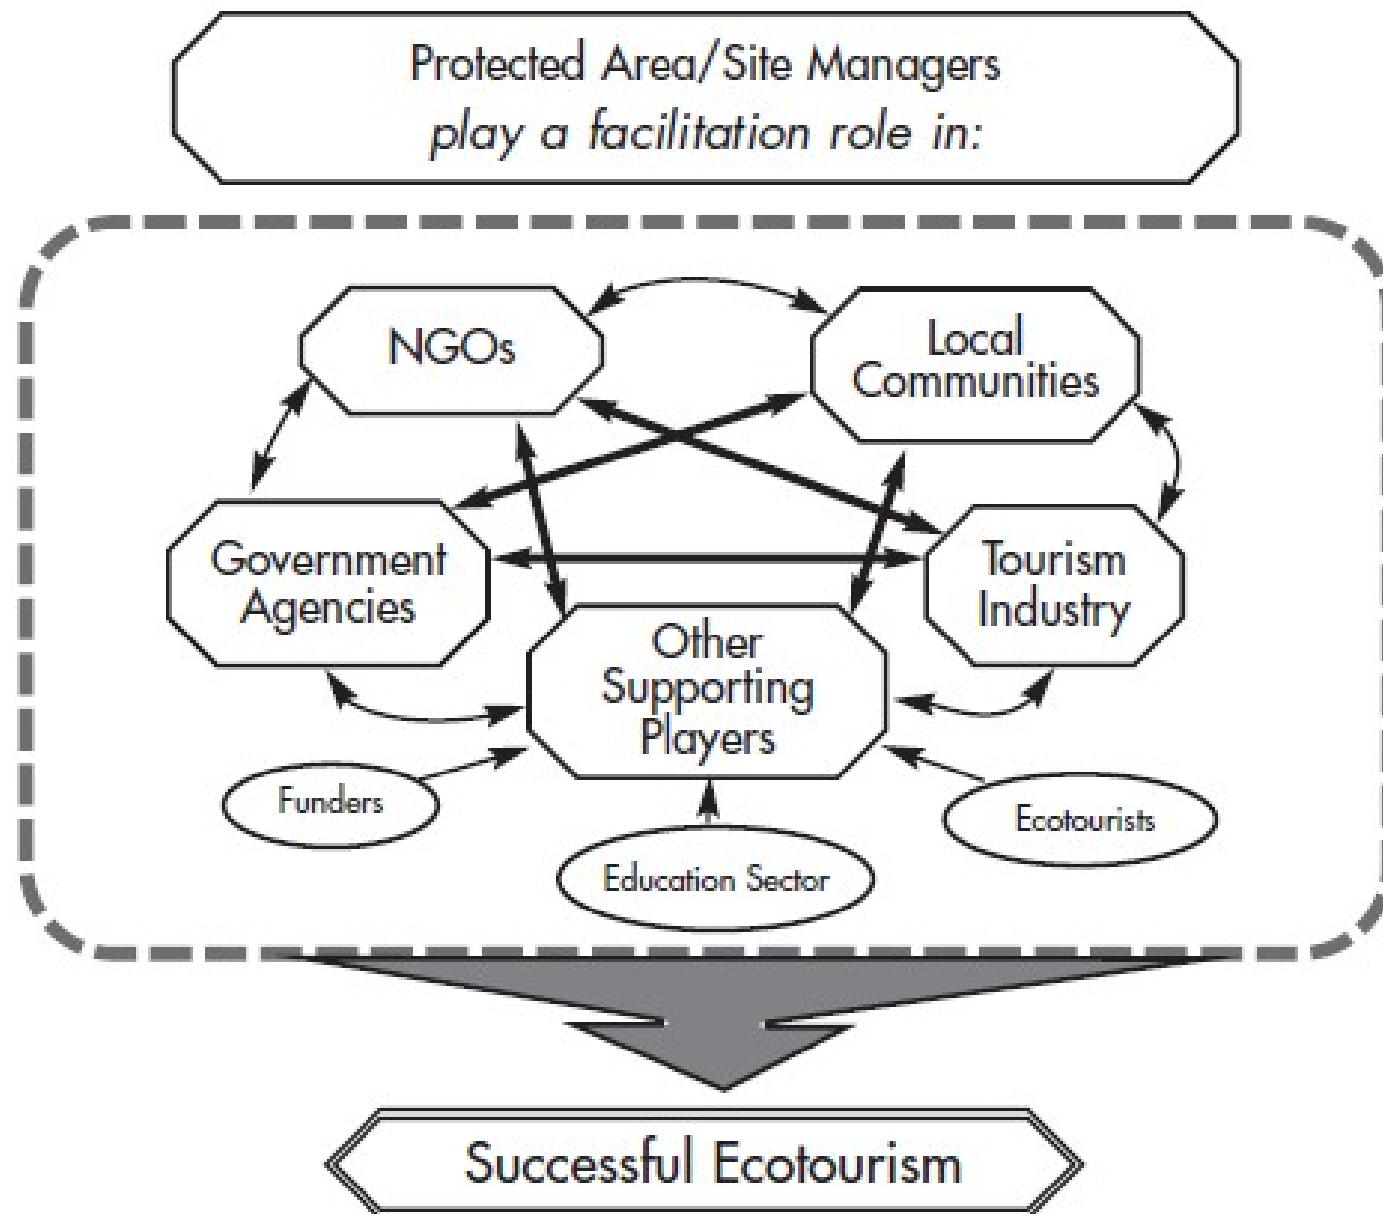 Protected Area/Site Managers
play a facilitation role in:
NGOs
Local
Communities
Government
Agencies
Tourism
Industry
Other
Supporting
Players
Funders
Ecotourists
Education Sector
Successful Ecotourism